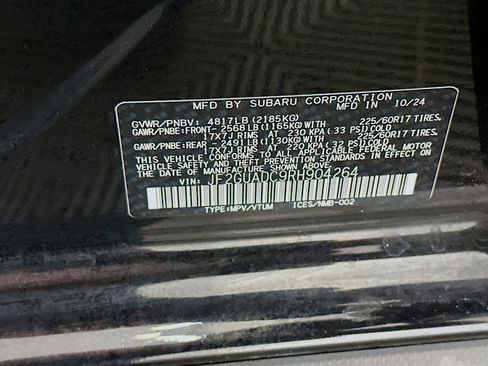 MFD BY SUBARU CORPORATION
MFD IN 10/24
GVWR/PNBV: 4817LB (2185KG)
GAWR/PNBE:FRONT- 2568LB (1165KG)WITH 225/60R17 TIRES.
17x7J RIMS AT 230 KPA ( 33 PSI)COLD
GAWR/PNBE:REAR - 2491LB (1130KG)WITH 225/60R17 TIRES.
17x7J RIMS AT 220 KPA ( 32 PSI)COLD
THIS VEHICLE CONFORMS TO ALL APPLICABLE FEDERAL MOTOR
VEHICLE SAFETY AND THEFT PREVENTION STANDARDS IN EFFECT ON
THE DATE OF MANUFACTURE SHOWN ABOVE.
VIN: JF2GUADC9RH904264
TYPE:MPV/VTUM ICES/NMB-002